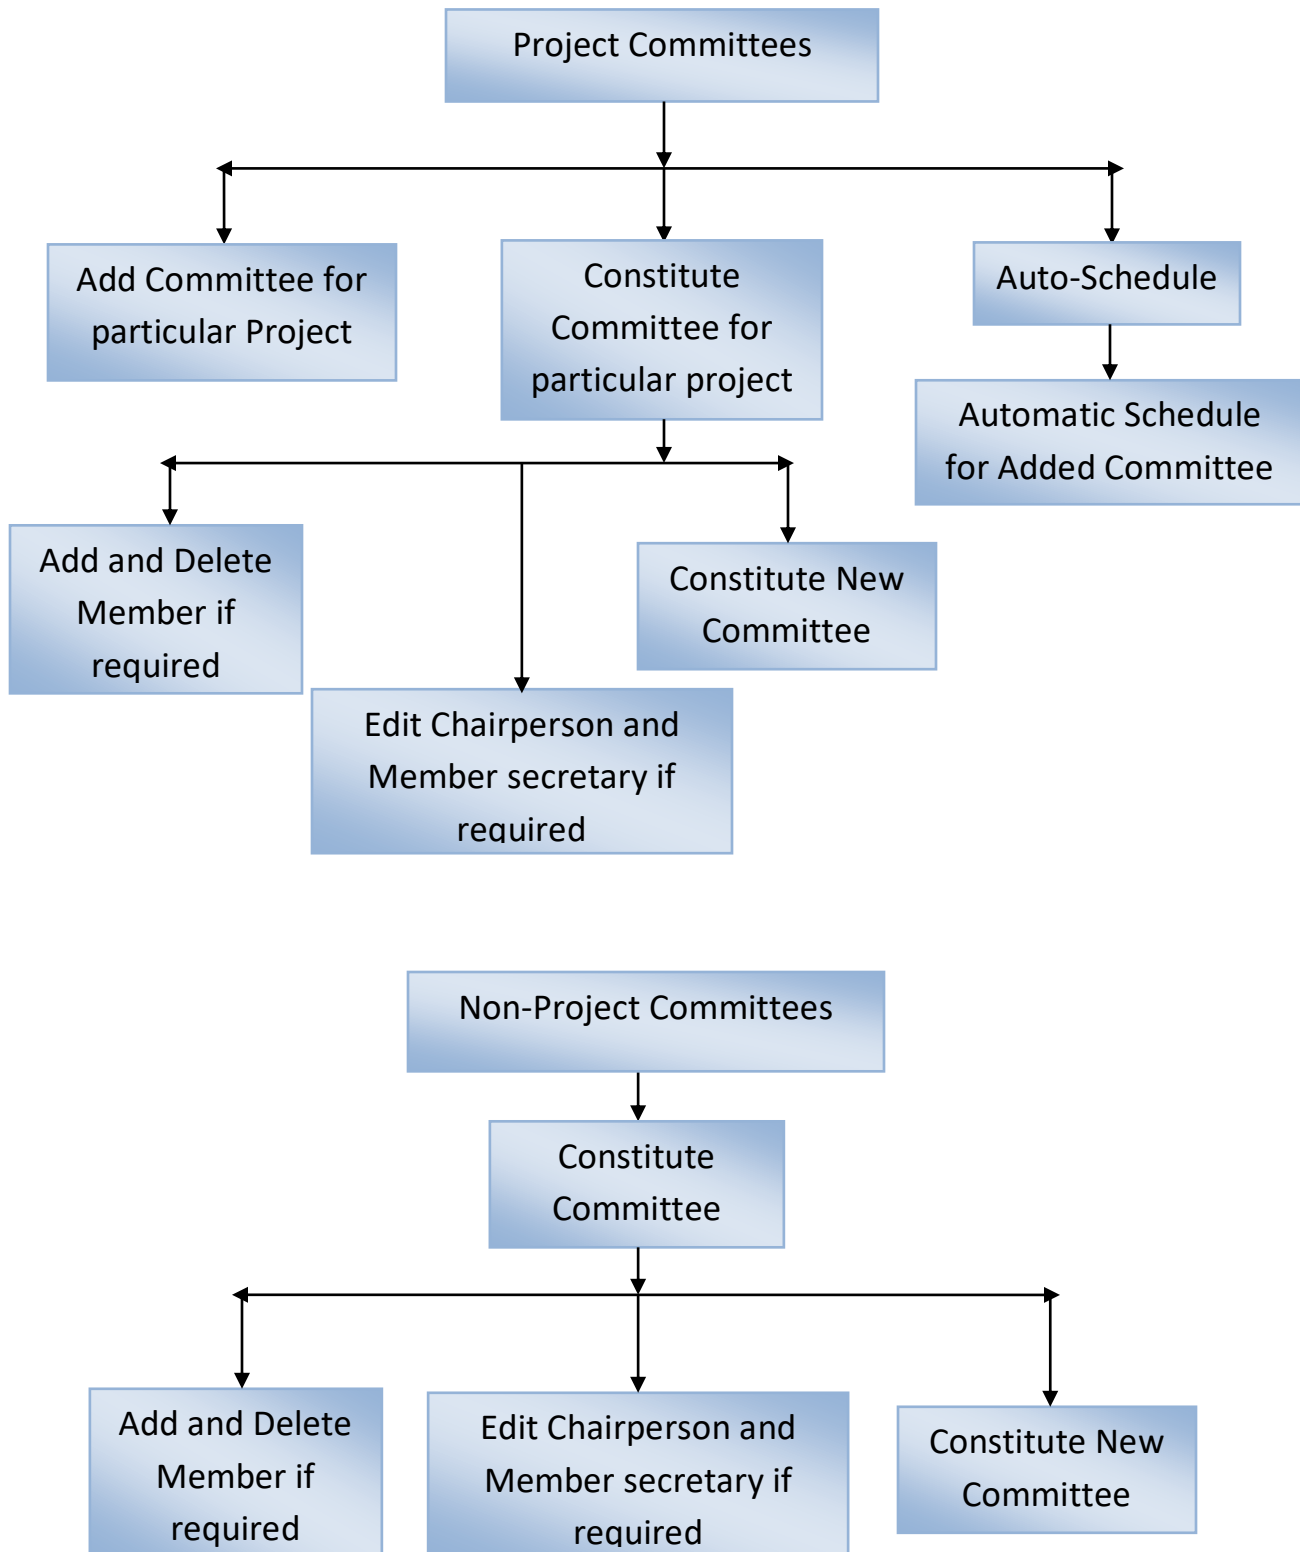 Project Committees
Add Committee for
particular Project
Constitute
Committee for
particular project
Auto-Schedule
Automatic Schedule
for Added Committee
Add and Delete
Member if
required
Constitute New
Committee
Edit Chairperson and
Member secretary if
required
Non-Project Committees
Constitute
Committee
Add and Delete
Member if
required
Edit Chairperson and
Member secretary if
required
Constitute New
Committee